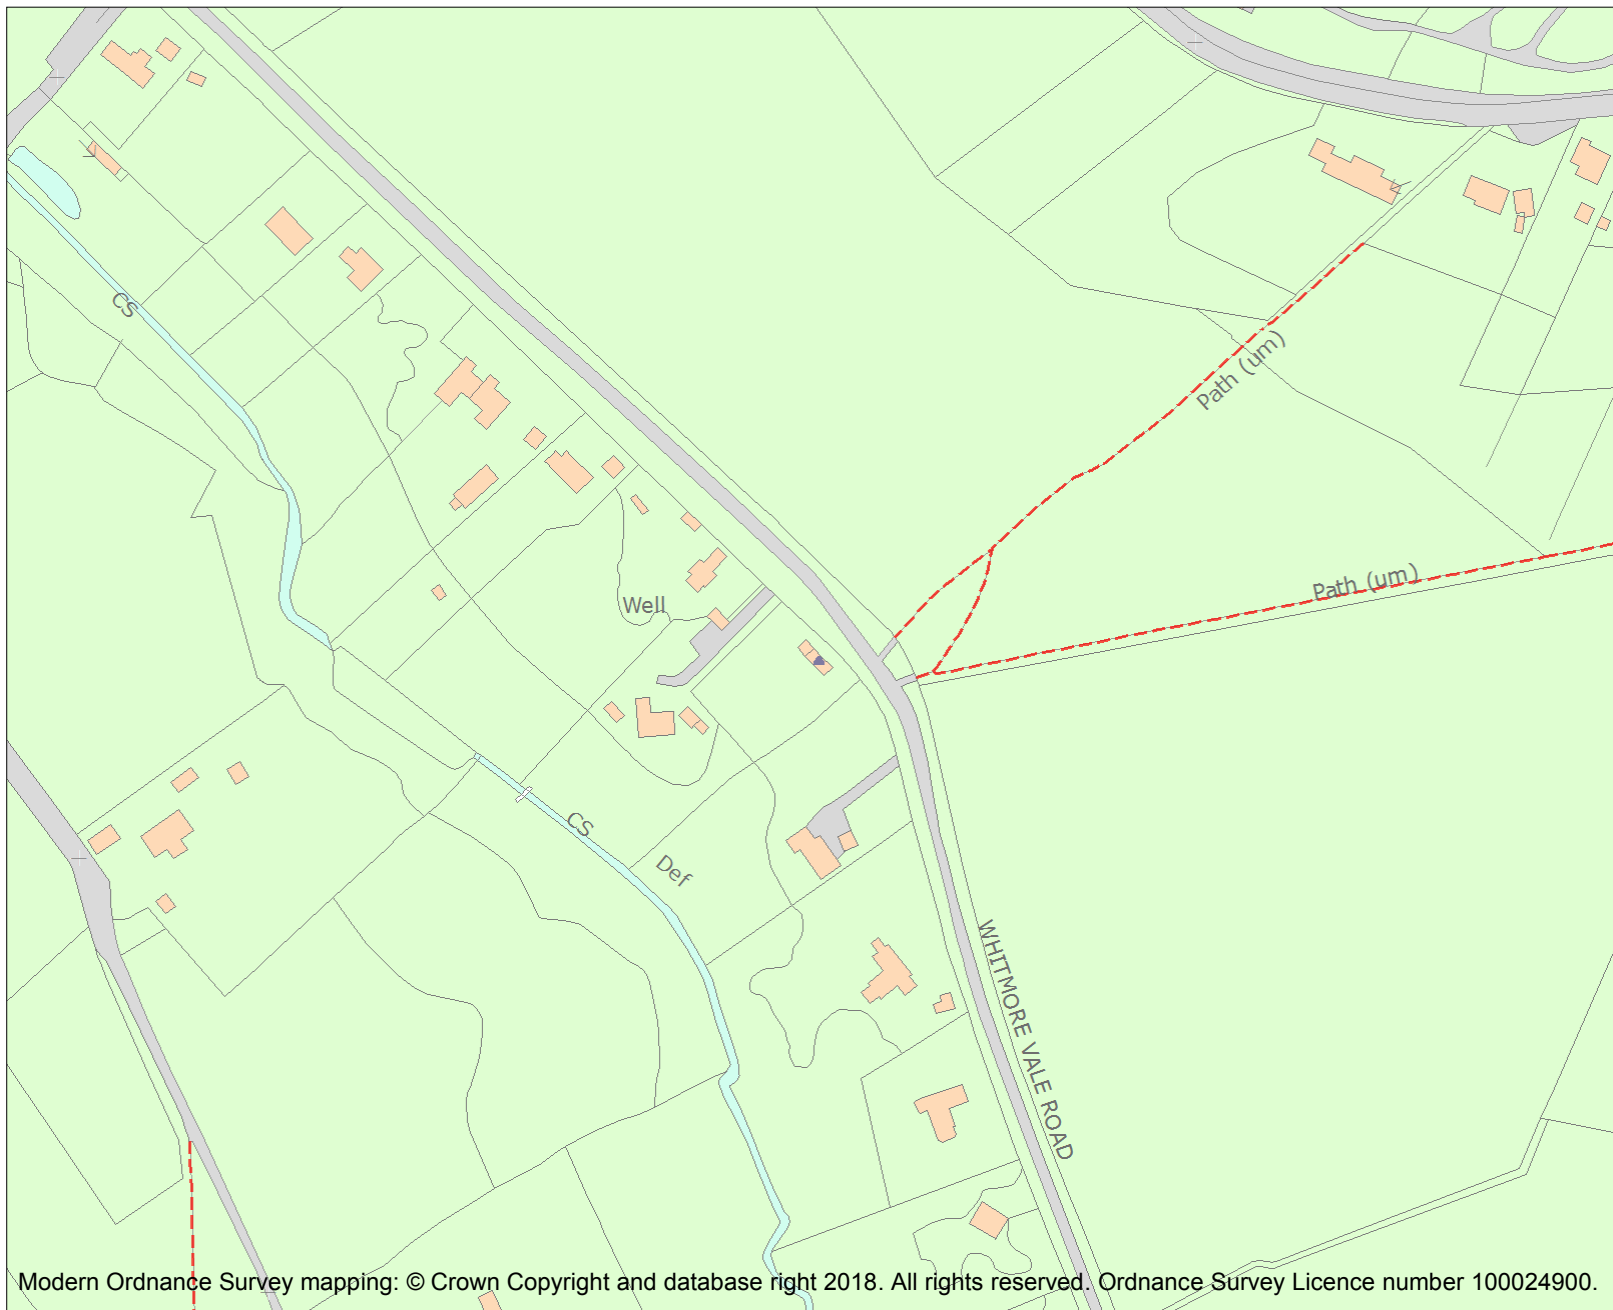 CS
Path (um)
Path (um)
Well
CS
Def
WHITMORE VALE ROAD
Modern Ordnance Survey mapping: © Crown Copyright and database right 2018. All rights reserved. Ordnance Survey Licence number 100024900.